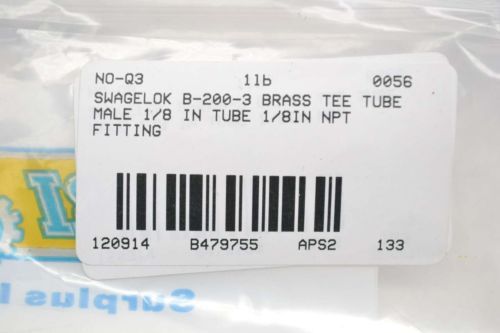 NO-Q3 1lb 0056
SWAGELOK B-200-3 BRASS TEE TUBE
MALE 1/8 IN TUBE 1/8IN NPT
FITTING
120914 B479755 APS2 133
Surplus